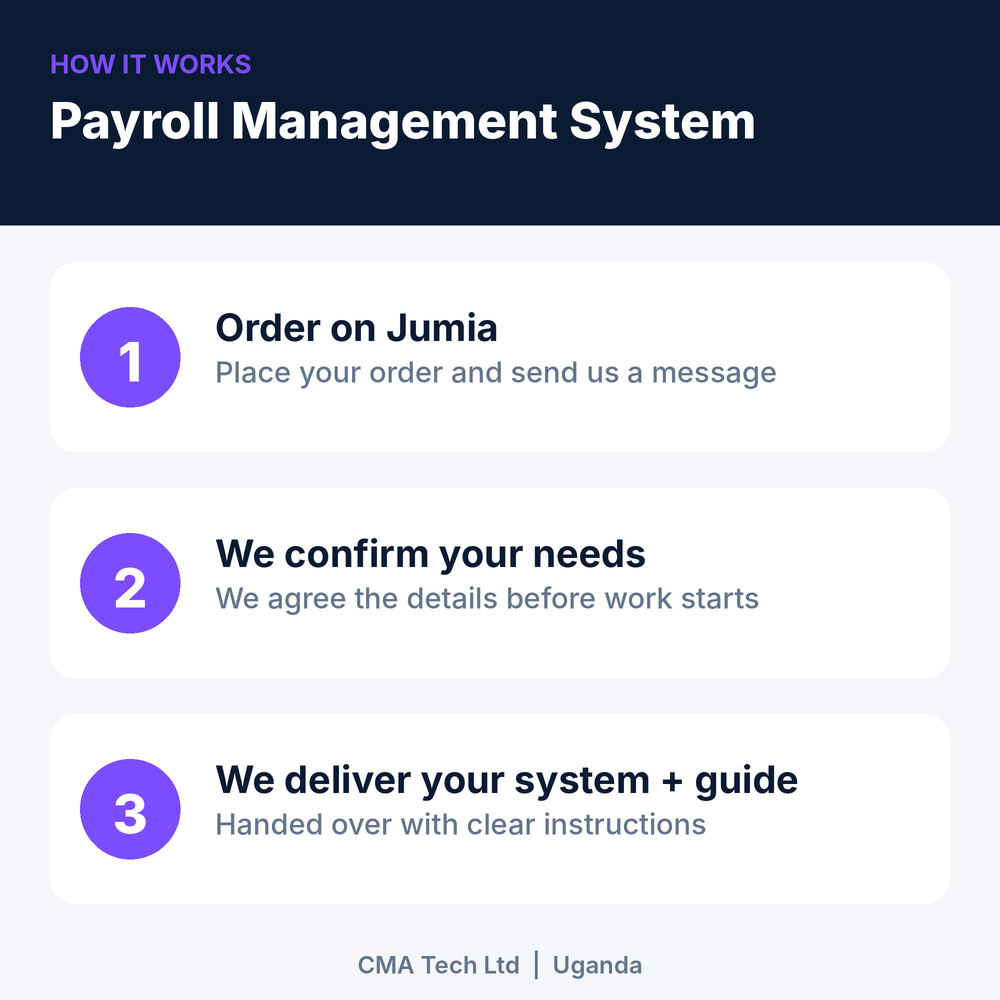 HOW IT WORKS
Payroll Management System
1
Order on Jumia
Place your order and send us a message
2
We confirm your needs
We agree the details before work starts
3
We deliver your system + guide
Handed over with clear instructions
CMA Tech Ltd | Uganda